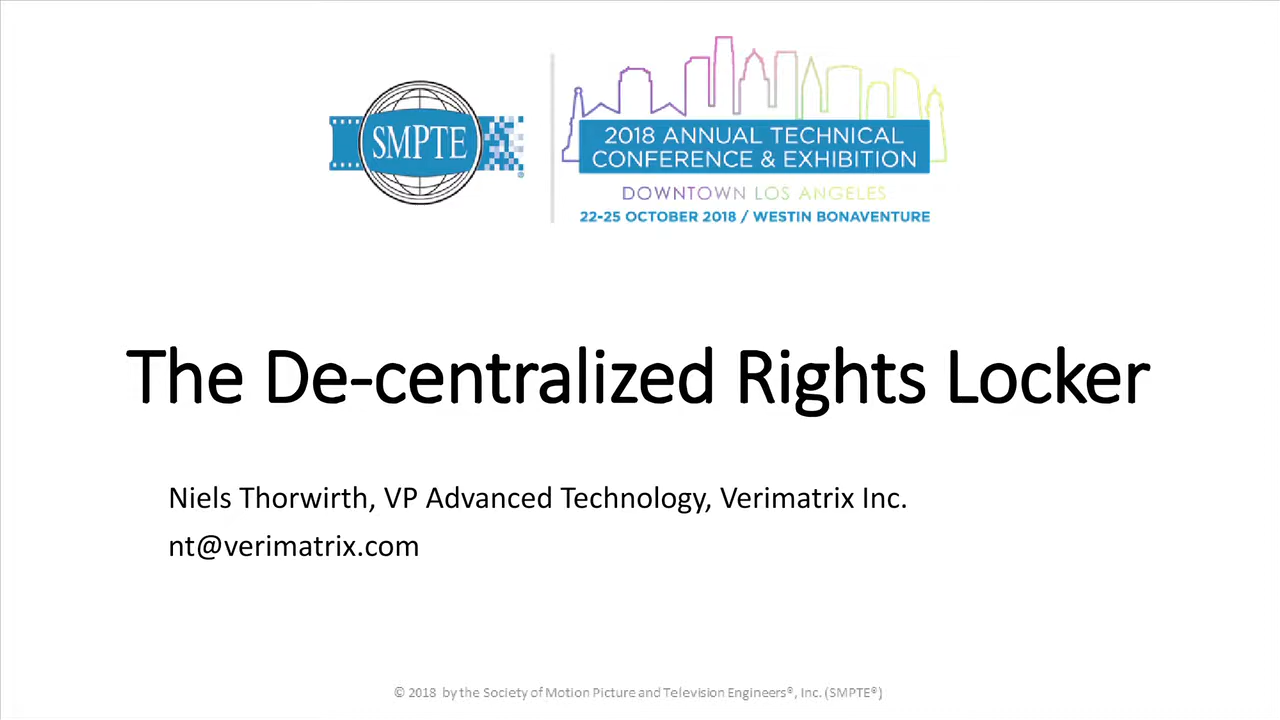 SMPTE
2018 ANNUAL TECHNICAL
CONFERENCE & EXHIBITION
DOWNTOWN LOS ANGELES
22-25 OCTOBER 2018 / WESTIN BONAVENTURE
The De-centralized Rights Locker
Niels Thorwirth, VP Advanced Technology, Verimatrix Inc.
nt@verimatrix.com
© 2018 by the Society of Motion Picture and Television Engineers®, Inc. (SMPTE®)